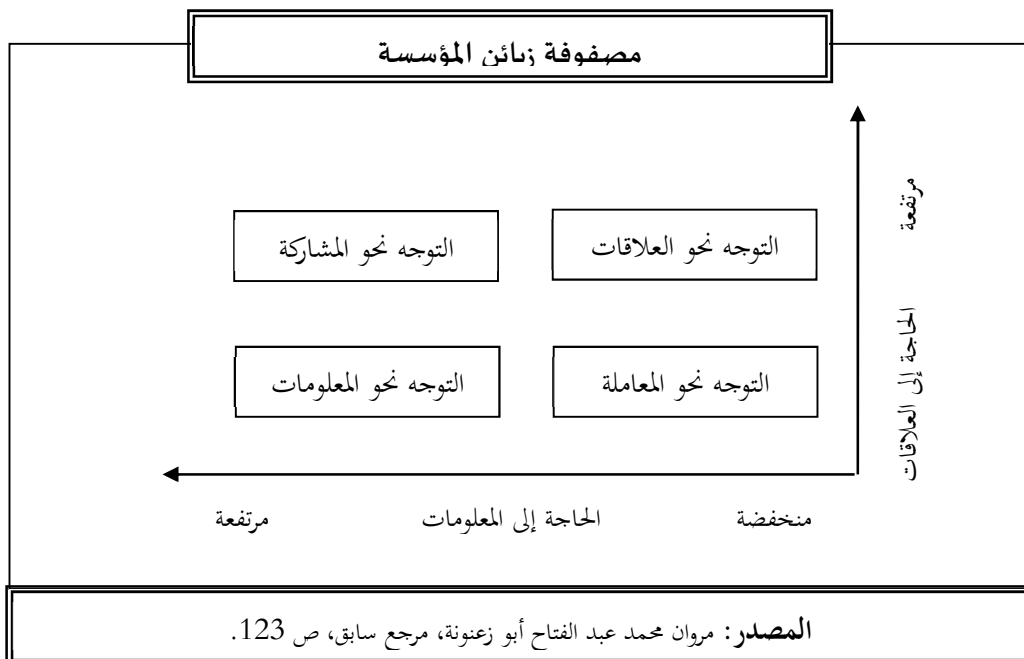 مصفوفة زبائن المؤسسة
مرتفعة
التوجه نحو العلاقات
التوجه نحو المشاركة
الحاجة إلى العلاقات
التوجه نحو المعاملة
التوجه نحو المعلومات
منخفضة
الحاجة إلى المعلومات
مرتفعة
المصدر: مروان محمد عبد الفتاح أبو زعنونة، مرجع سابق، ص 123.